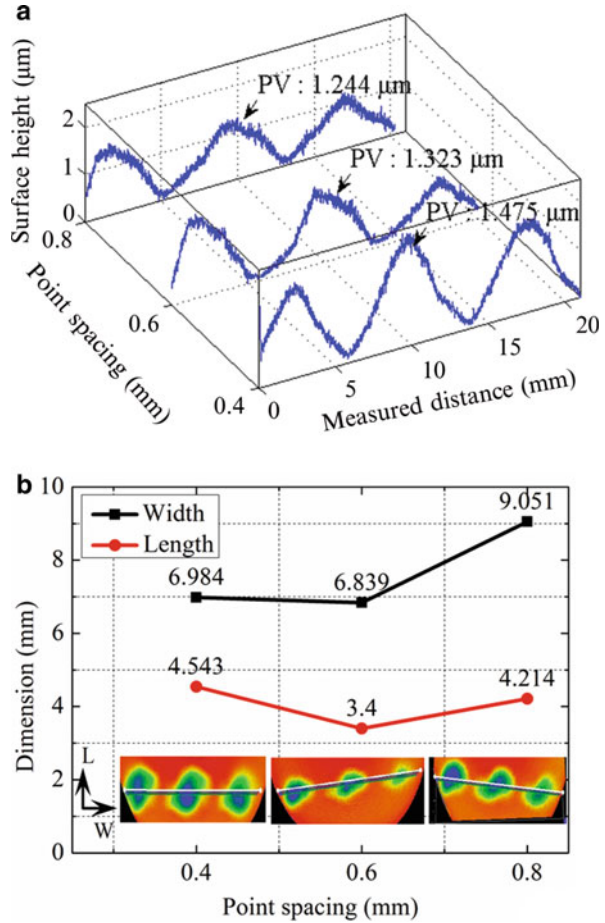 a
PV : 1.244 μm
PV : 1.323 μm
PV : 1.475 μm
Surface height (μm)
2
1
0
0.8
0.6
0.4
Point spacing (mm)
0
5
10
15
20
Measured distance (mm)
b
10
8
6
4
2
0
Dimension (mm)
Width
Length
6.984
6.839
9.051
4.543
3.4
4.214
L
W
0.4
0.6
0.8
Point spacing (mm)